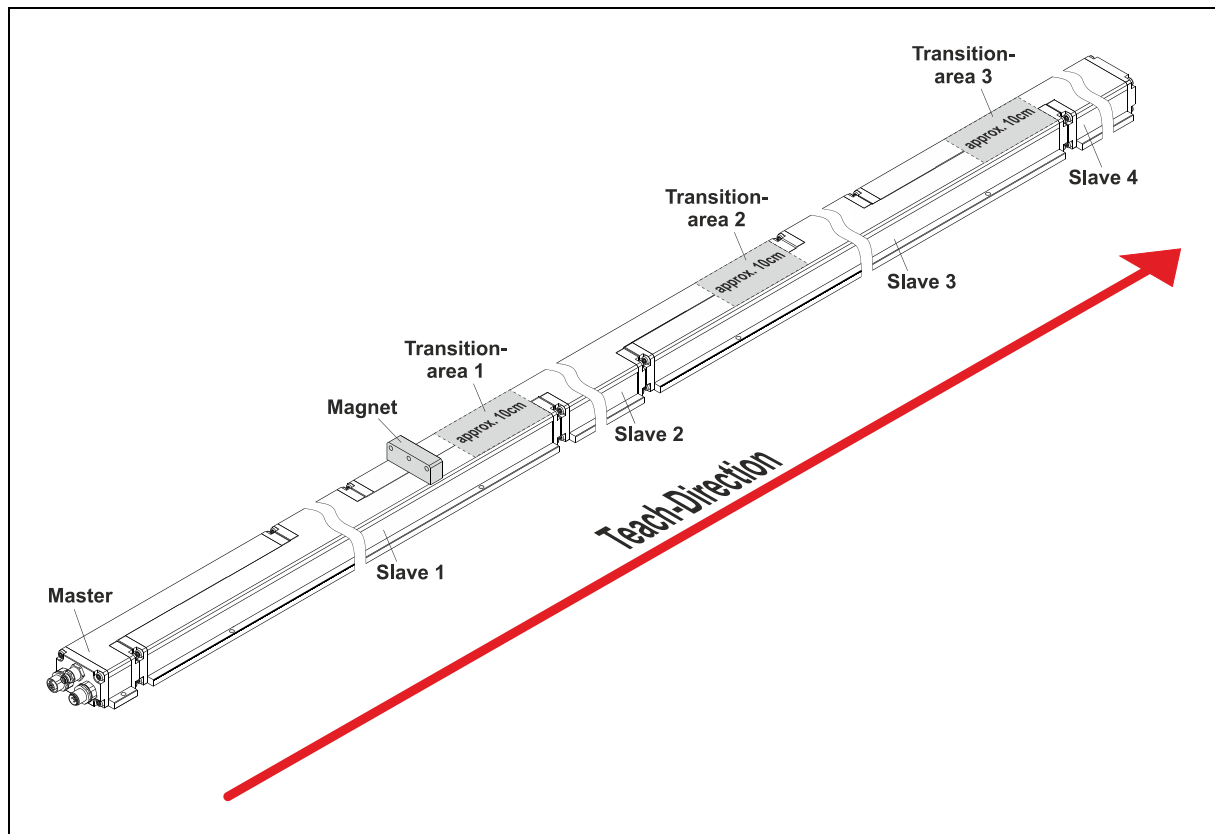 Transition-
area 3
approx. 10cm
Slave 4
Transition-
area 2
approx. 10cm
Slave 3
Transition-
area 1
approx. 10cm
Magnet
Slave 2
Teach-Direction
Slave 1
Master